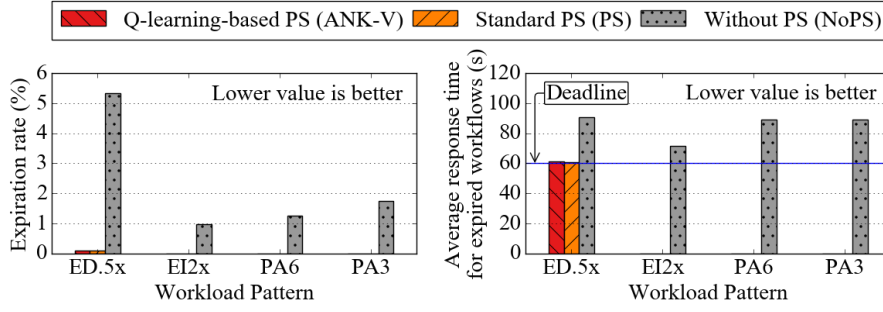 Q-learning-based PS (ANK-V) Standard PS (PS) Without PS (NoPS)
Expiration rate (%)
6
5
4
3
2
1
0
Lower value is better
ED.5x EI2x PA6 PA3
Workload Pattern
Average response time
for expired workflows (s)
120
100
80
60
40
20
0
Deadline
Lower value is better
ED.5x EI2x PA6 PA3
Workload Pattern